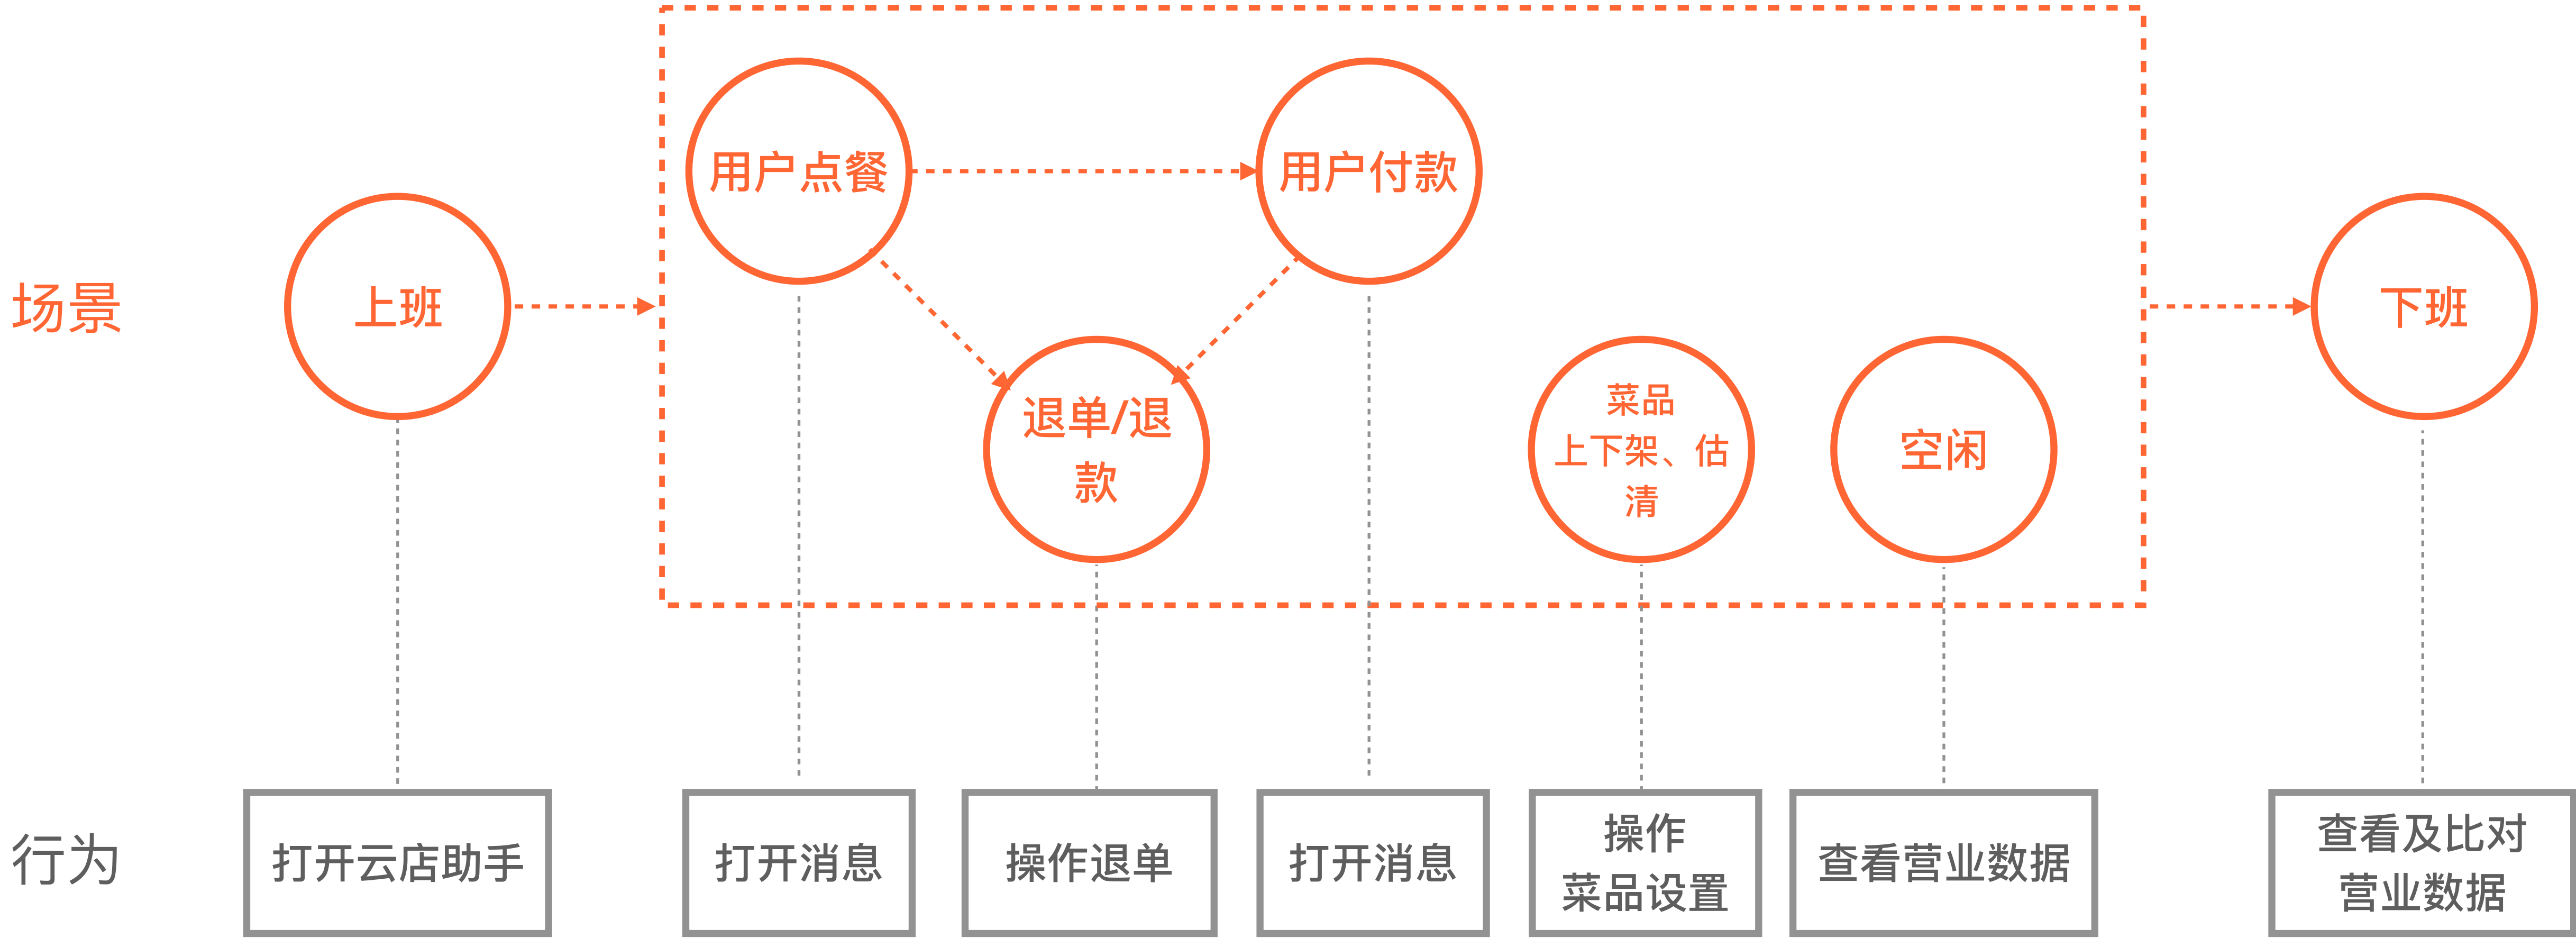 场景
上班
用户点餐
用户付款
退单/退
款
菜品
上下架、估
清
空闲
下班
行为
打开云店助手
打开消息
操作退单
打开消息
操作
菜品设置
查看营业数据
查看及比对
营业数据